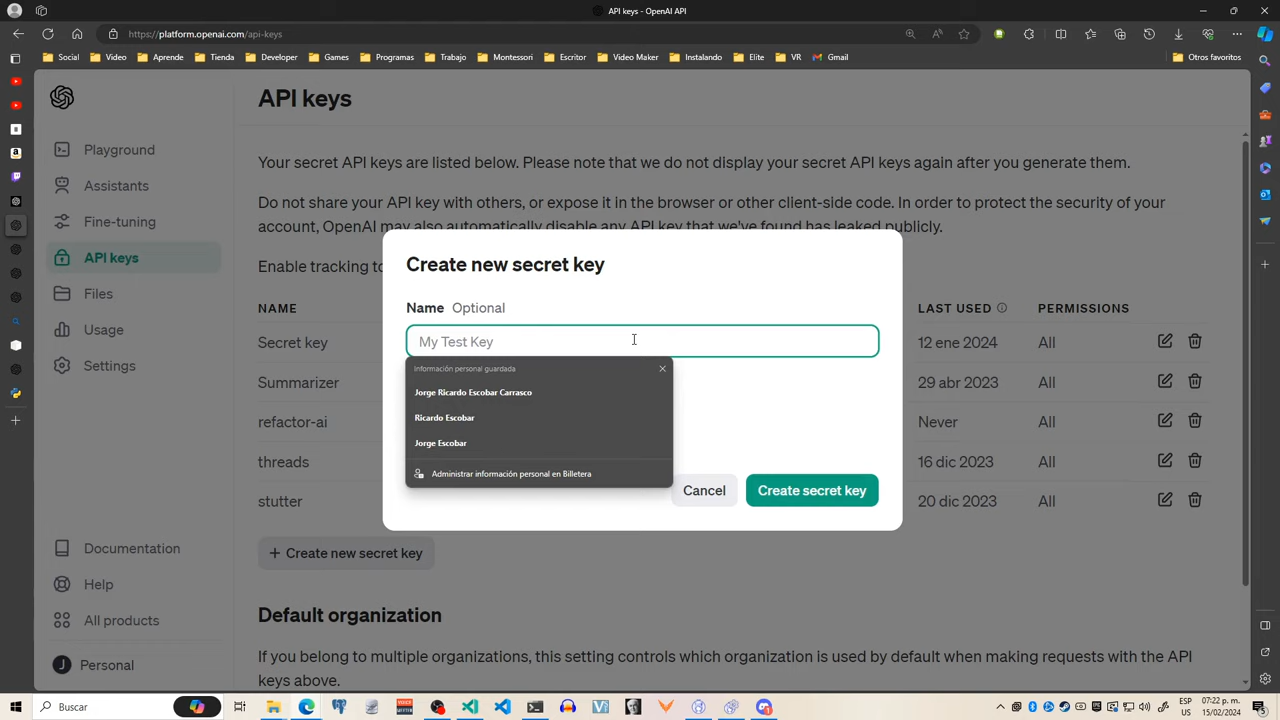 API keys - OpenAI API
https://platform.openai.com/api-keys
Social Video Aprende Tienda Developer Games Programas Trabajo Montessori Escritor Video Maker Instalando Elite VR Gmail Otros favoritos
API keys
Playground
Assistants
Fine-tuning
API keys
Files
Usage
Settings
Documentation
Help
All products
J Personal
Your secret API keys are listed below. Please note that we do not display your secret API keys again after you generate them.
Do not share your API key with others, or expose it in the browser or other client-side code. In order to protect the security of your
account, OpenAI may also automatically disable any API key that we've found has leaked publicly.
Enable tracking to
NAME LAST USED PERMISSIONS
Secret key 12 ene 2024 All
Summarizer 29 abr 2023 All
refactor-ai Never All
threads 16 dic 2023 All
stutter 20 dic 2023 All
+ Create new secret key
Create new secret key
Name Optional
My Test Key
Información personal guardada
Jorge Ricardo Escobar Carrasco
Ricardo Escobar
Jorge Escobar
Administrar información personal en Billetera
Cancel
Create secret key
Default organization
If you belong to multiple organizations, this setting controls which organization is used by default when making requests with the API
keys above.
Buscar
ESP
US
07:22 p. m.
15/02/2024